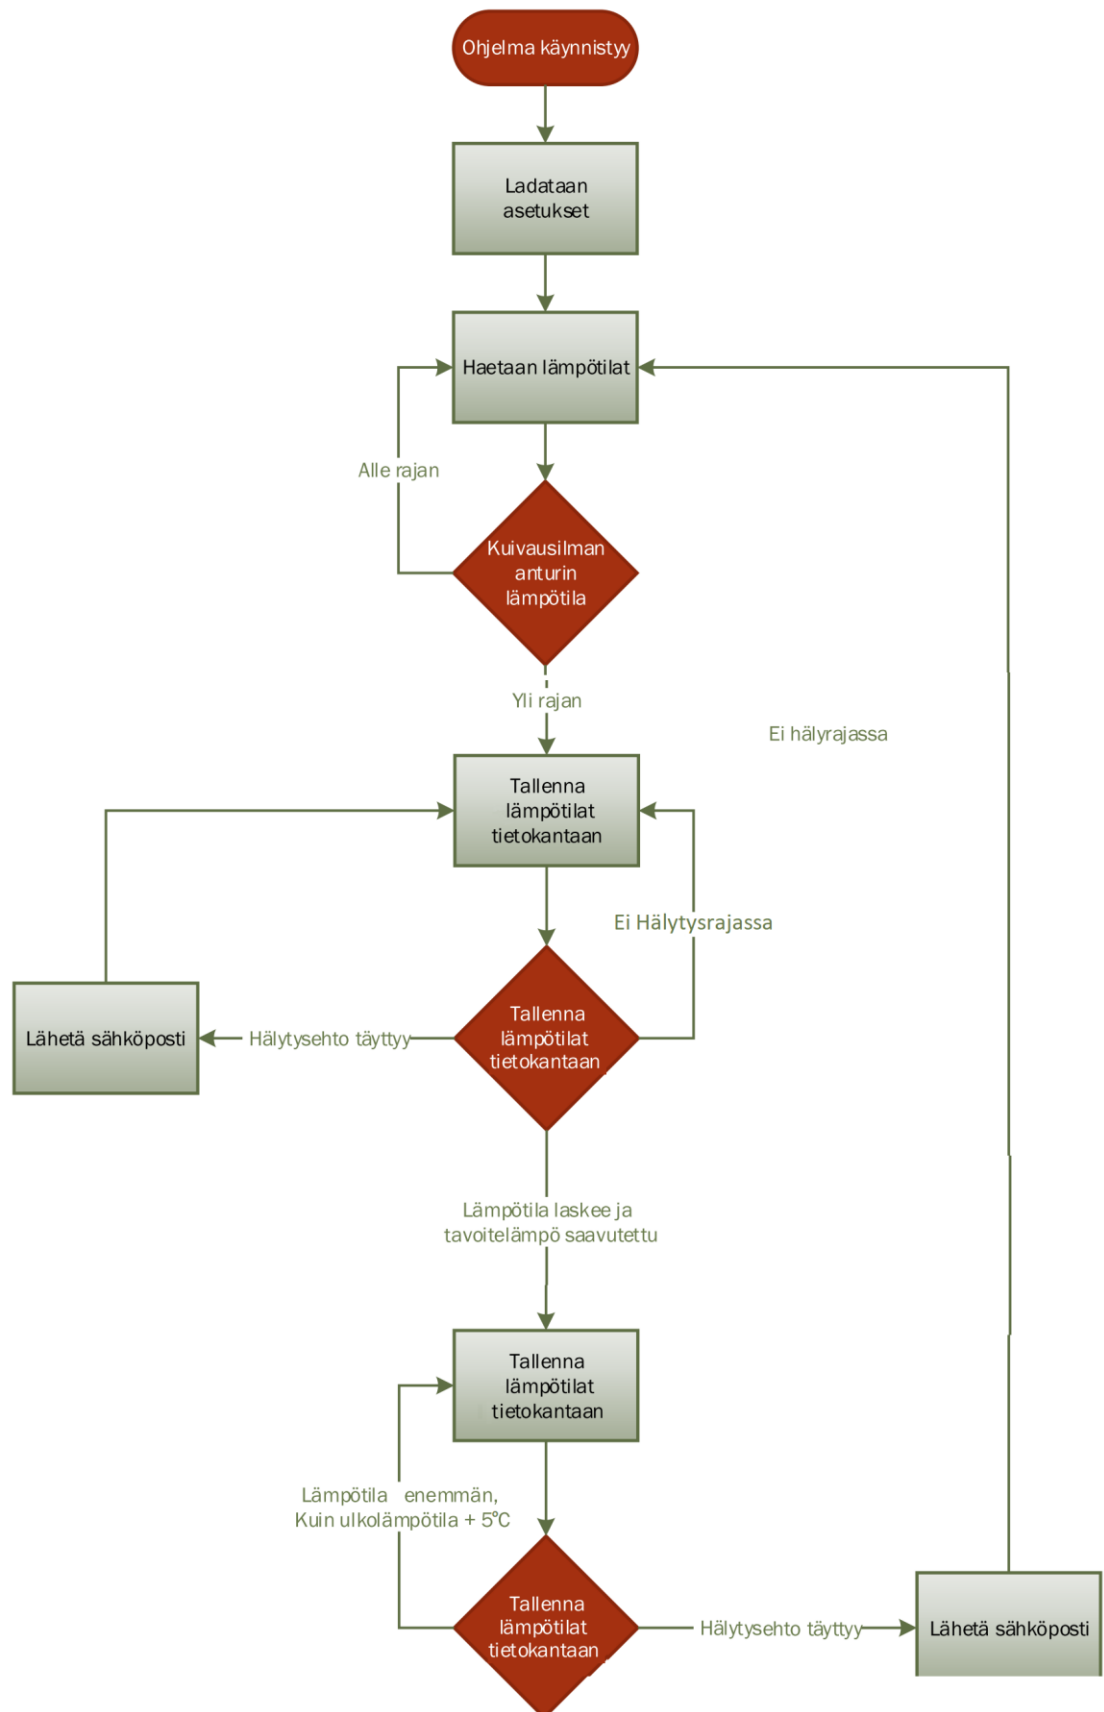 Ohjelma käynnistyy
Ladataan
asetukset
Haetaan lämpötilat
Alle rajan
Kuivausilman
anturin
lämpötila
Yli rajan
Ei hälyrajassa
Tallenna
lämpötilat
tietokantaan
Ei Hälytysrajassa
Lähetä sähköposti
Hälytysehto täyttyy
Tallenna
lämpötilat
tietokantaan
Lämpötila laskee ja
tavoitelämpö saavutettu
Tallenna
lämpötilat
tietokantaan
Lämpötila enemmän,
Kuin ulkolämpötila + 5°C
Tallenna
lämpötilat
tietokantaan
Hälytysehto täyttyy
Lähetä sähköposti